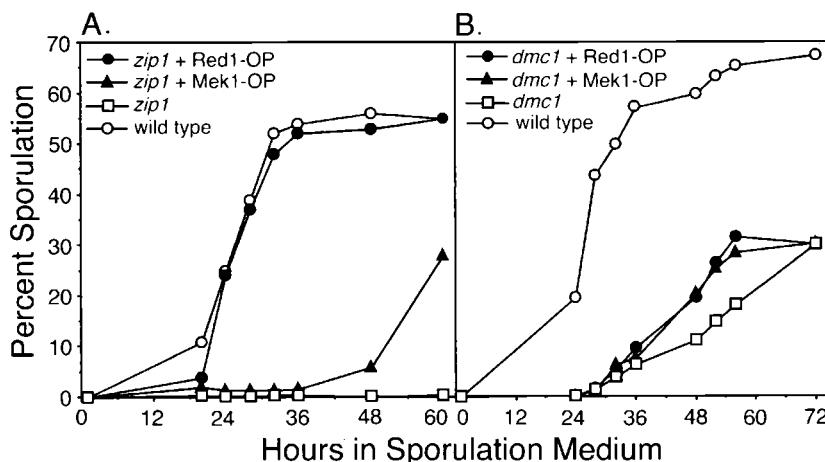 A.
zip1 + Red1-OP
zip1 + Mek1-OP
zip1
wild type
B.
dmc1 + Red1-OP
dmc1 + Mek1-OP
dmc1
wild type
Percent Sporulation
70
60
50
40
30
20
10
0
0 12 24 36 48 60
0 12 24 36 48 60 72
Hours in Sporulation Medium